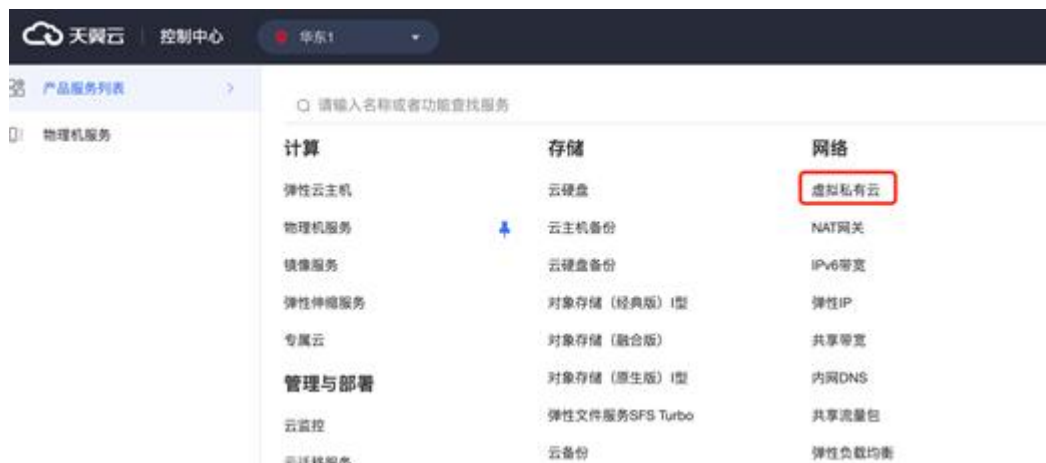 天翼云 控制中心 华东1
产品服务列表
物理机服务
请输入名称或者功能查找服务
计算
弹性云主机
物理机服务
镜像服务
弹性伸缩服务
专属云
管理与部署
云监控
云迁移服务
存储
云硬盘
云主机备份
云硬盘备份
对象存储（经典版）I型
对象存储（融合版）
对象存储（原生版）I型
弹性文件服务SFS Turbo
云备份
网络
虚拟私有云
NAT网关
IPv6带宽
弹性IP
共享带宽
内网DNS
共享流量包
弹性负载均衡